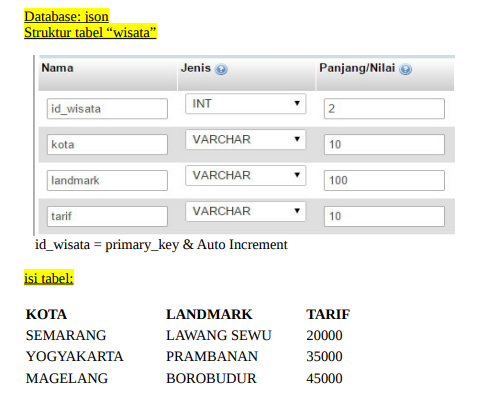 Database: json
Struktur tabel “wisata”
Nama Jenis Panjang/Nilai
id_wisata INT 2
kota VARCHAR 10
landmark VARCHAR 100
tarif VARCHAR 10
id_wisata = primary_key & Auto Increment
isi tabel:
KOTA LANDMARK TARIF
SEMARANG LAWANG SEWU 20000
YOGYAKARTA PRAMBANAN 35000
MAGELANG BOROBUDUR 45000